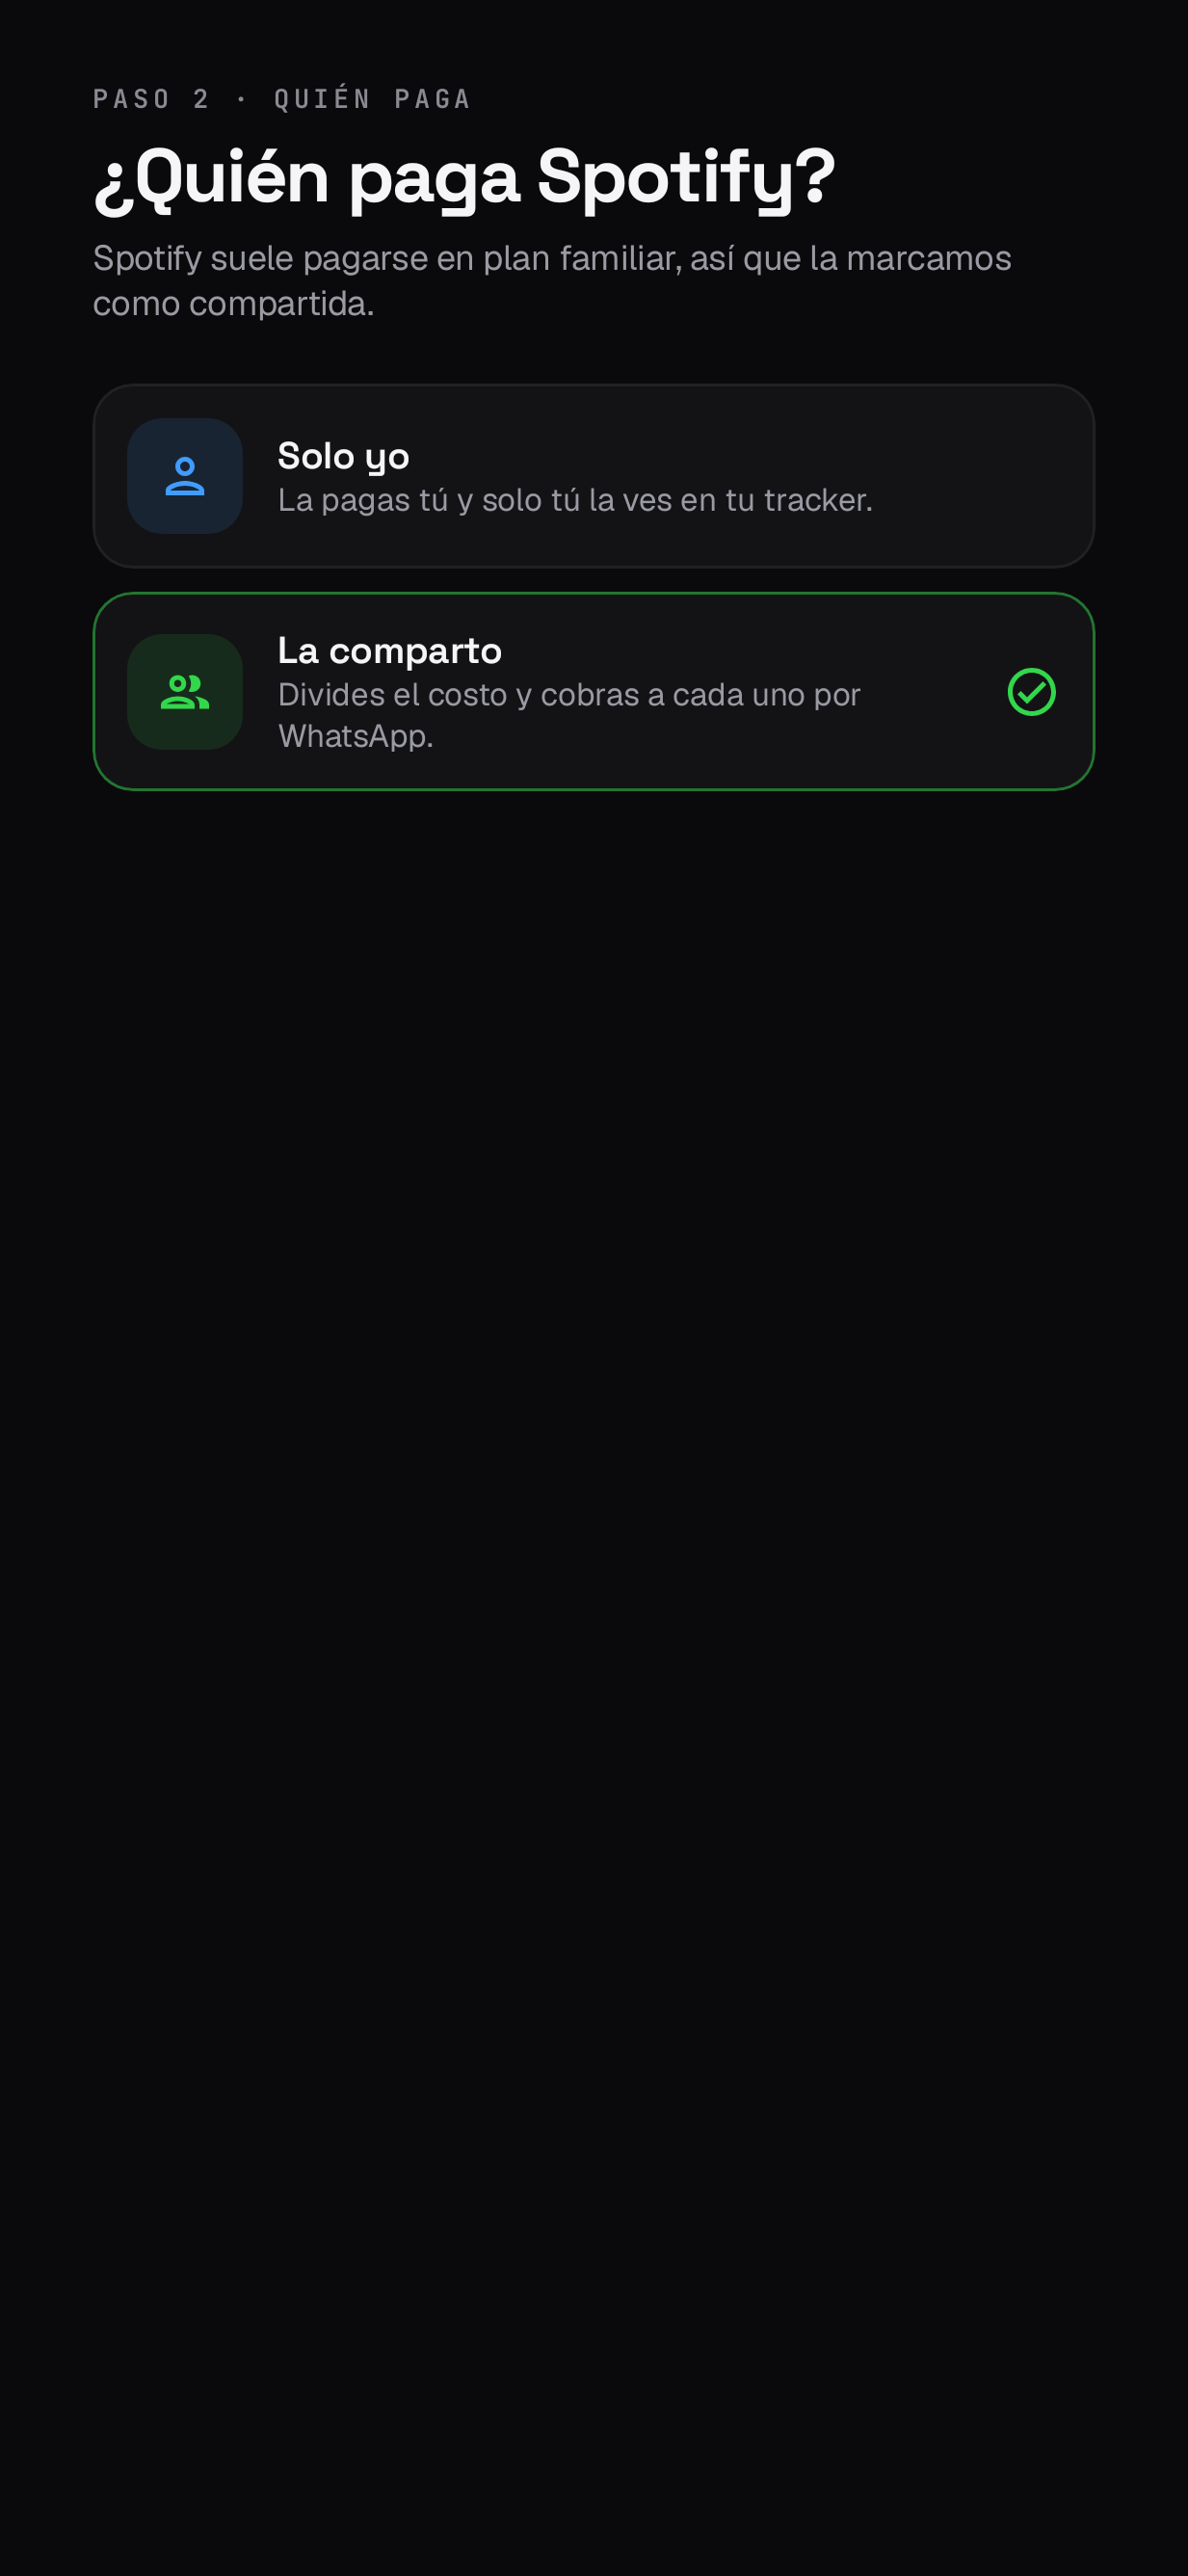 PASO 2 · QUIÉN PAGA
¿Quién paga Spotify?
Spotify suele pagarse en plan familiar, así que la marcamos
como compartida.
Solo yo
La pagas tú y solo tú la ves en tu tracker.
La comparto
Divides el costo y cobras a cada uno por
WhatsApp.